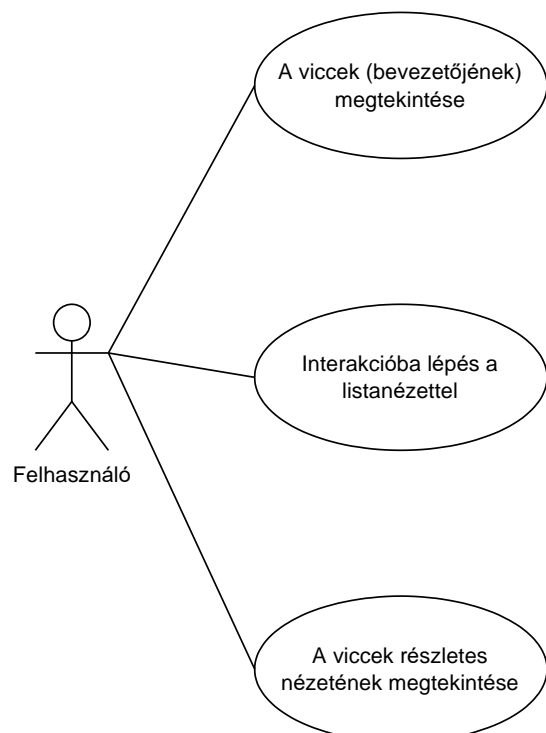 A viccek (bevezetőjének)
megtekintése
Interakcióba lépés a
listanézettel
Felhasználó
A viccek részletes
nézetének megtekintése